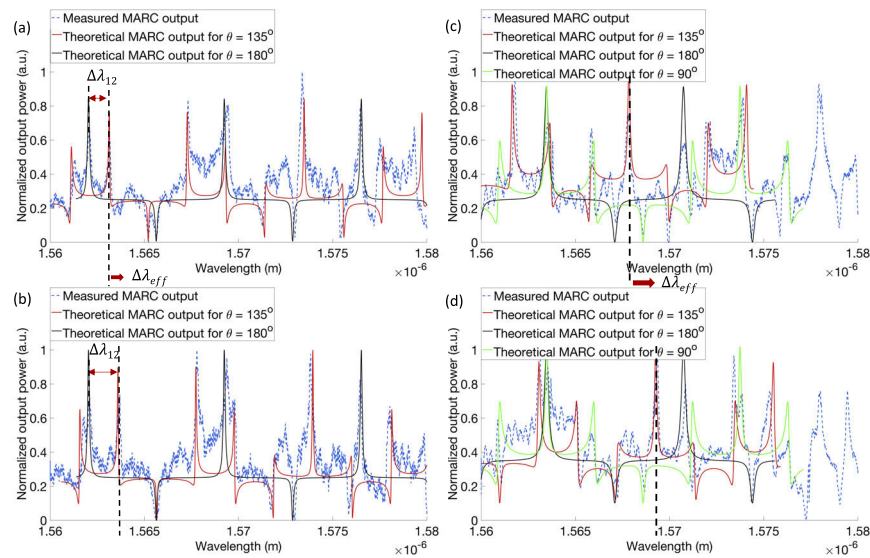 (a)
Measured MARC output
Theoretical MARC output for θ = 135°
Theoretical MARC output for θ = 180°
Δλ₁₂
Normalized output power (a.u.)
1
0.8
0.6
0.4
0.2
0
1.56
1.565
1.57
1.575
1.58
Wavelength (m)
×10⁻⁶
Δλeff
(c)
Measured MARC output
Theoretical MARC output for θ = 135°
Theoretical MARC output for θ = 180°
Theoretical MARC output for θ = 90°
Normalized output power (a.u.)
1
0.8
0.6
0.4
0.2
0
1.56
1.565
1.57
1.575
1.58
Wavelength (m)
×10⁻⁶
Δλeff
(b)
Measured MARC output
Theoretical MARC output for θ = 135°
Theoretical MARC output for θ = 180°
Δλ₁₂
Normalized output power (a.u.)
1
0.8
0.6
0.4
0.2
0
1.56
1.565
1.57
1.575
1.58
Wavelength (m)
×10⁻⁶
(d)
Measured MARC output
Theoretical MARC output for θ = 135°
Theoretical MARC output for θ = 180°
Theoretical MARC output for θ = 90°
Normalized output power (a.u.)
1
0.8
0.6
0.4
0.2
0
1.56
1.565
1.57
1.575
1.58
Wavelength (m)
×10⁻⁶